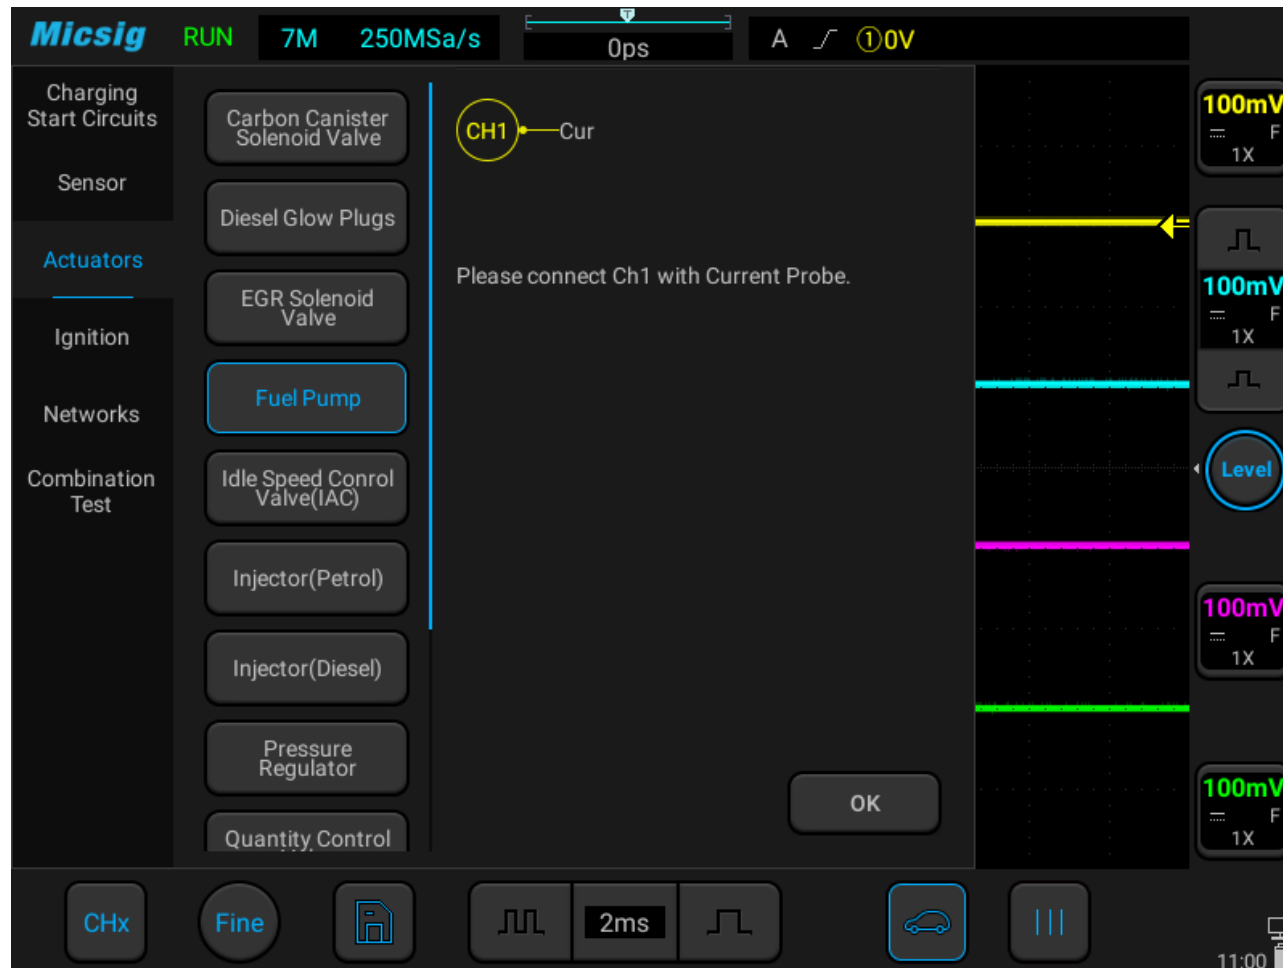 Micsig RUN 7M 250MSa/s T 0ps A ①0V
Charging
Start Circuits
Sensor
Actuators
Ignition
Networks
Combination
Test
Carbon Canister
Solenoid Valve
Diesel Glow Plugs
EGR Solenoid
Valve
Fuel Pump
Idle Speed Conrol
Valve(IAC)
Injector(Petrol)
Injector(Diesel)
Pressure
Regulator
Quantity Control
CH1 Cur
Please connect Ch1 with Current Probe.
OK
100mV
F
1X
100mV
F
1X
Level
100mV
F
1X
100mV
F
1X
CHx Fine 2ms
11:00